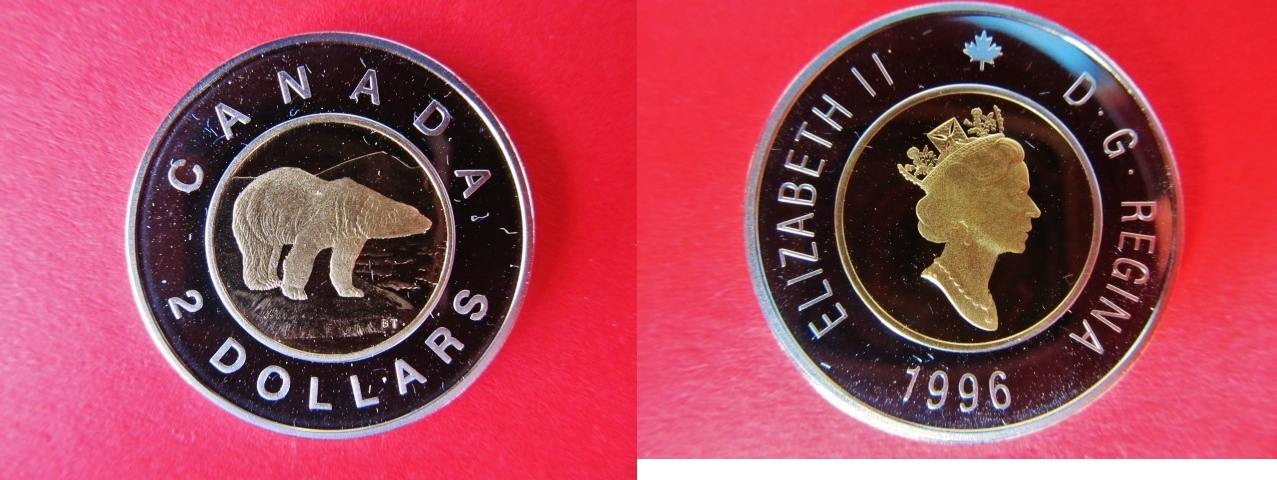 CANADA
2 DOLLARS
BT
ELIZABETH II
D·G·REGINA
1996